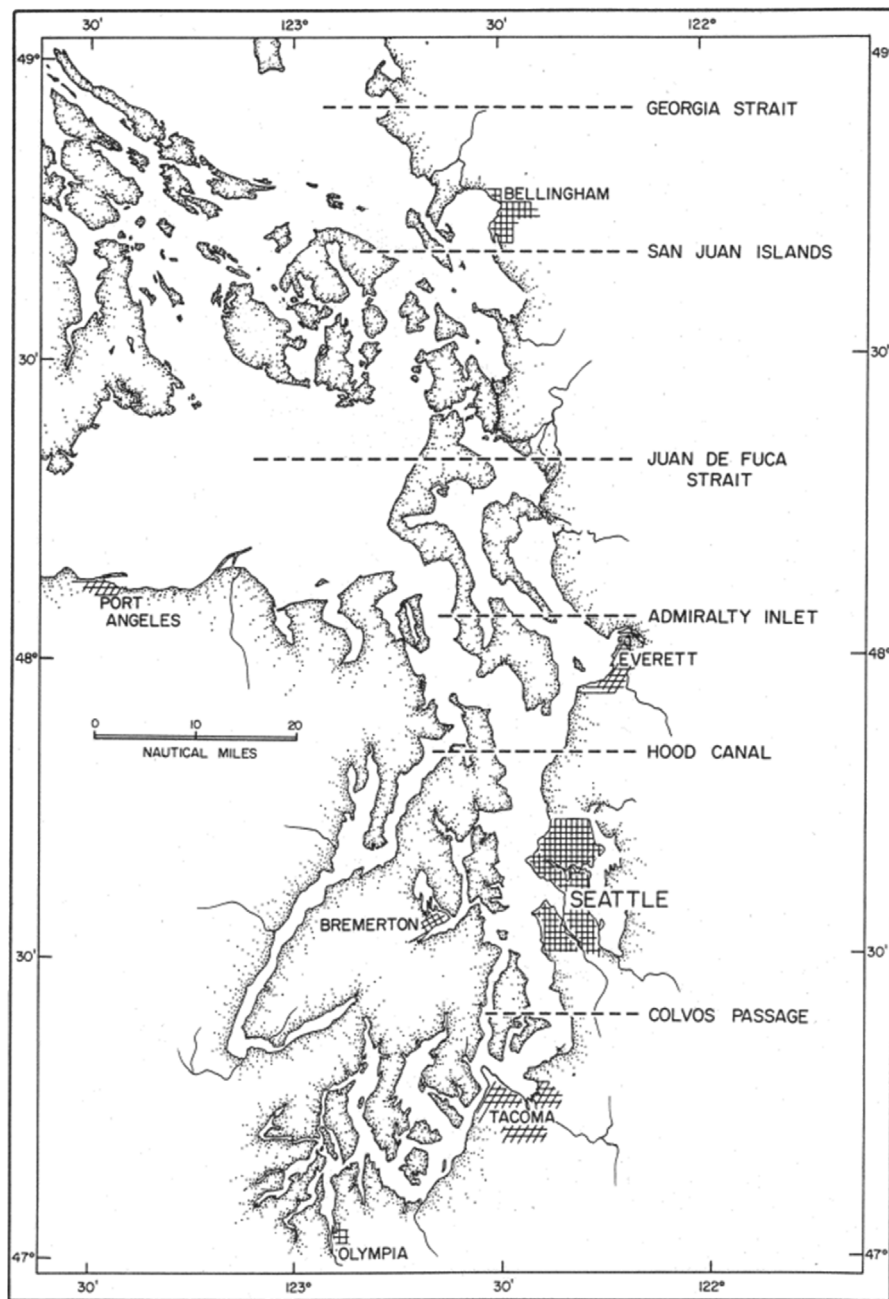 30'
123°
30'
122°
49°
49°
GEORGIA STRAIT
BELLINGHAM
SAN JUAN ISLANDS
30'
30'
JUAN DE FUCA
STRAIT
PORT
ANGELES
ADMIRALTY INLET
48°
48°
EVERETT
0 10 20
NAUTICAL MILES
HOOD CANAL
SEATTLE
BREMERTON
30'
30'
COLVOS PASSAGE
TACOMA
OLYMPIA
47°
47°
30'
123°
30'
122°